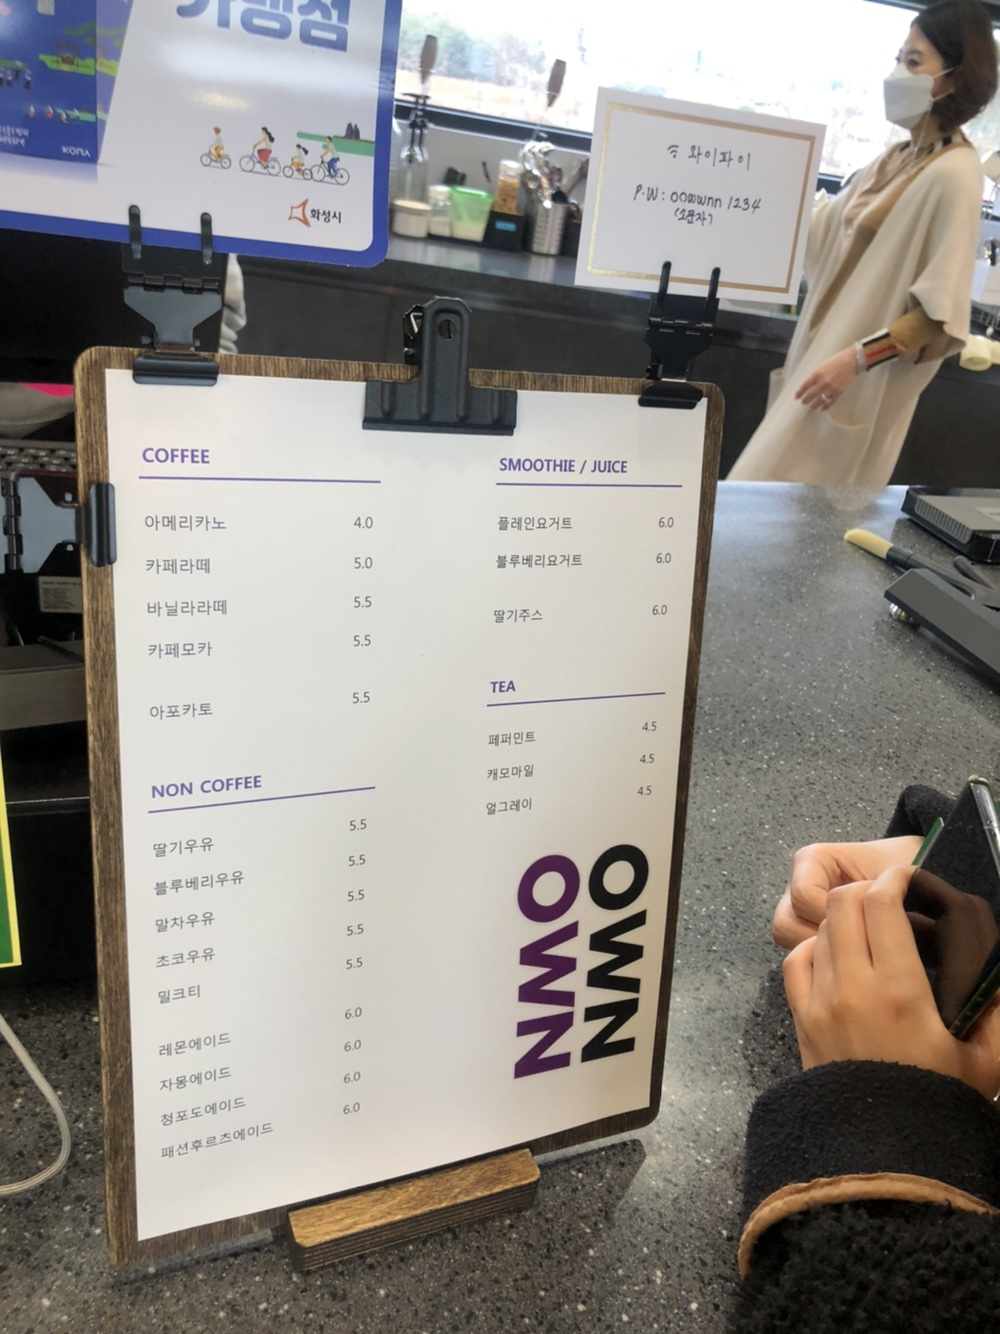 가맹점
KONA
화성시
와이파이
P.W: oowwnn 1234
(소문자)
COFFEE
아메리카노 4.0
카페라떼 5.0
바닐라라떼 5.5
카페모카 5.5
아포카토 5.5
NON COFFEE
딸기우유 5.5
블루베리우유 5.5
말차우유 5.5
초코우유 5.5
밀크티 5.5
레몬에이드 6.0
자몽에이드 6.0
청포도에이드 6.0
패션후르츠에이드 6.0
SMOOTHIE / JUICE
플레인요거트 6.0
블루베리요거트 6.0
딸기주스 6.0
TEA
페퍼민트 4.5
캐모마일 4.5
얼그레이 4.5
OWN
OWN